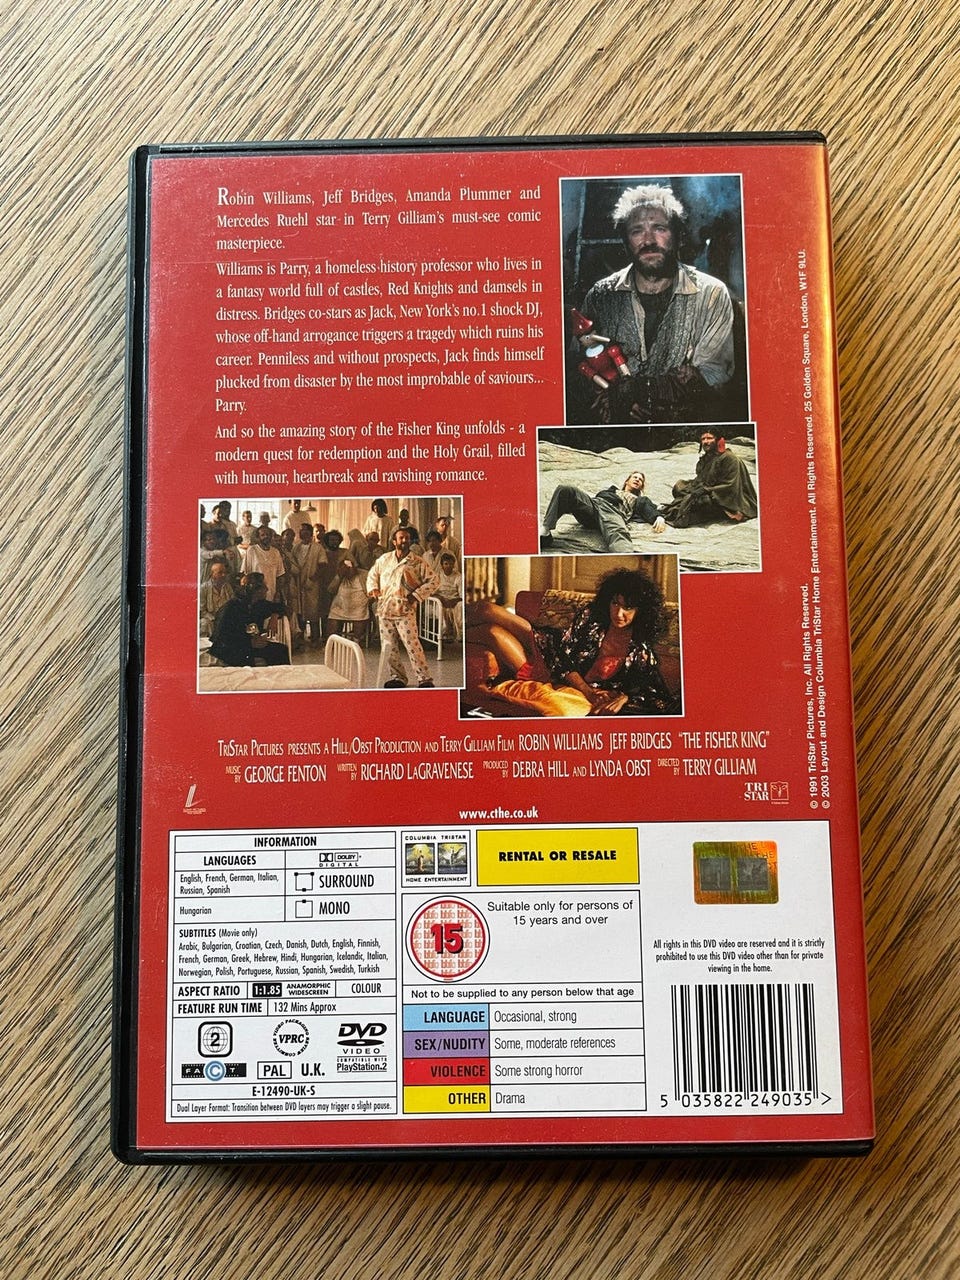 Robin Williams, Jeff Bridges, Amanda Plummer and
Mercedes Ruehl star in Terry Gilliam's must-see comic
masterpiece.
Williams is Parry, a homeless history professor who lives in
a fantasy world full of castles, Red Knights and damsels in
distress. Bridges co-stars as Jack, New York's no.1 shock DJ,
whose off-hand arrogance triggers a tragedy which ruins his
career. Penniless and without prospects, Jack finds himself
plucked from disaster by the most improbable of saviours...
Parry.
And so the amazing story of the Fisher King unfolds - a
modern quest for redemption and the Holy Grail, filled
with humour, heartbreak and ravishing romance.
© 1991 TriStar Pictures, Inc. All Rights Reserved.
© 2003 Layout and Design Columbia TriStar Home Entertainment. All Rights Reserved. 25 Golden Square, London, W1F 9LU.
TRISTAR PICTURES PRESENTS A HILL/OBST PRODUCTION AND TERRY GILLIAM FILM ROBIN WILLIAMS JEFF BRIDGES "THE FISHER KING"
MUSIC BY GEORGE FENTON WRITTEN BY RICHARD LAGRAVENESE PRODUCED BY DEBRA HILL AND LYNDA OBST DIRECTED BY TERRY GILLIAM
TRI
STAR
www.cthe.co.uk
INFORMATION
LANGUAGES
DOLBY
DIGITAL
English, French, German, Italian,
Russian, Spanish
SURROUND
Hungarian
MONO
SUBTITLES (Movie only)
Arabic, Bulgarian, Croatian, Czech, Danish, Dutch, English, Finnish,
French, German, Greek, Hebrew, Hindi, Hungarian, Icelandic, Italian,
Norwegian, Polish, Portuguese, Russian, Spanish, Swedish, Turkish
ASPECT RATIO 1:1.85 ANAMORPHIC WIDESCREEN COLOUR
FEATURE RUN TIME 132 Mins Approx
2
VPRC
VIDEO PACKAGING REVIEW COMMITTEE
DVD
VIDEO
COMPATIBLE WITH
PlayStation.2
FACT
PAL U.K.
E-12490-UK-S
Dual Layer Format: Transition between DVD layers may trigger a slight pause.
COLUMBIA TRISTAR
HOME ENTERTAINMENT
RENTAL OR RESALE
15
Suitable only for persons of
15 years and over
Not to be supplied to any person below that age
LANGUAGE Occasional, strong
SEX/NUDITY Some, moderate references
VIOLENCE Some strong horror
OTHER Drama
All rights in this DVD video are reserved and it is strictly
prohibited to use this DVD video other than for private
viewing in the home.
5 035822 249035 >